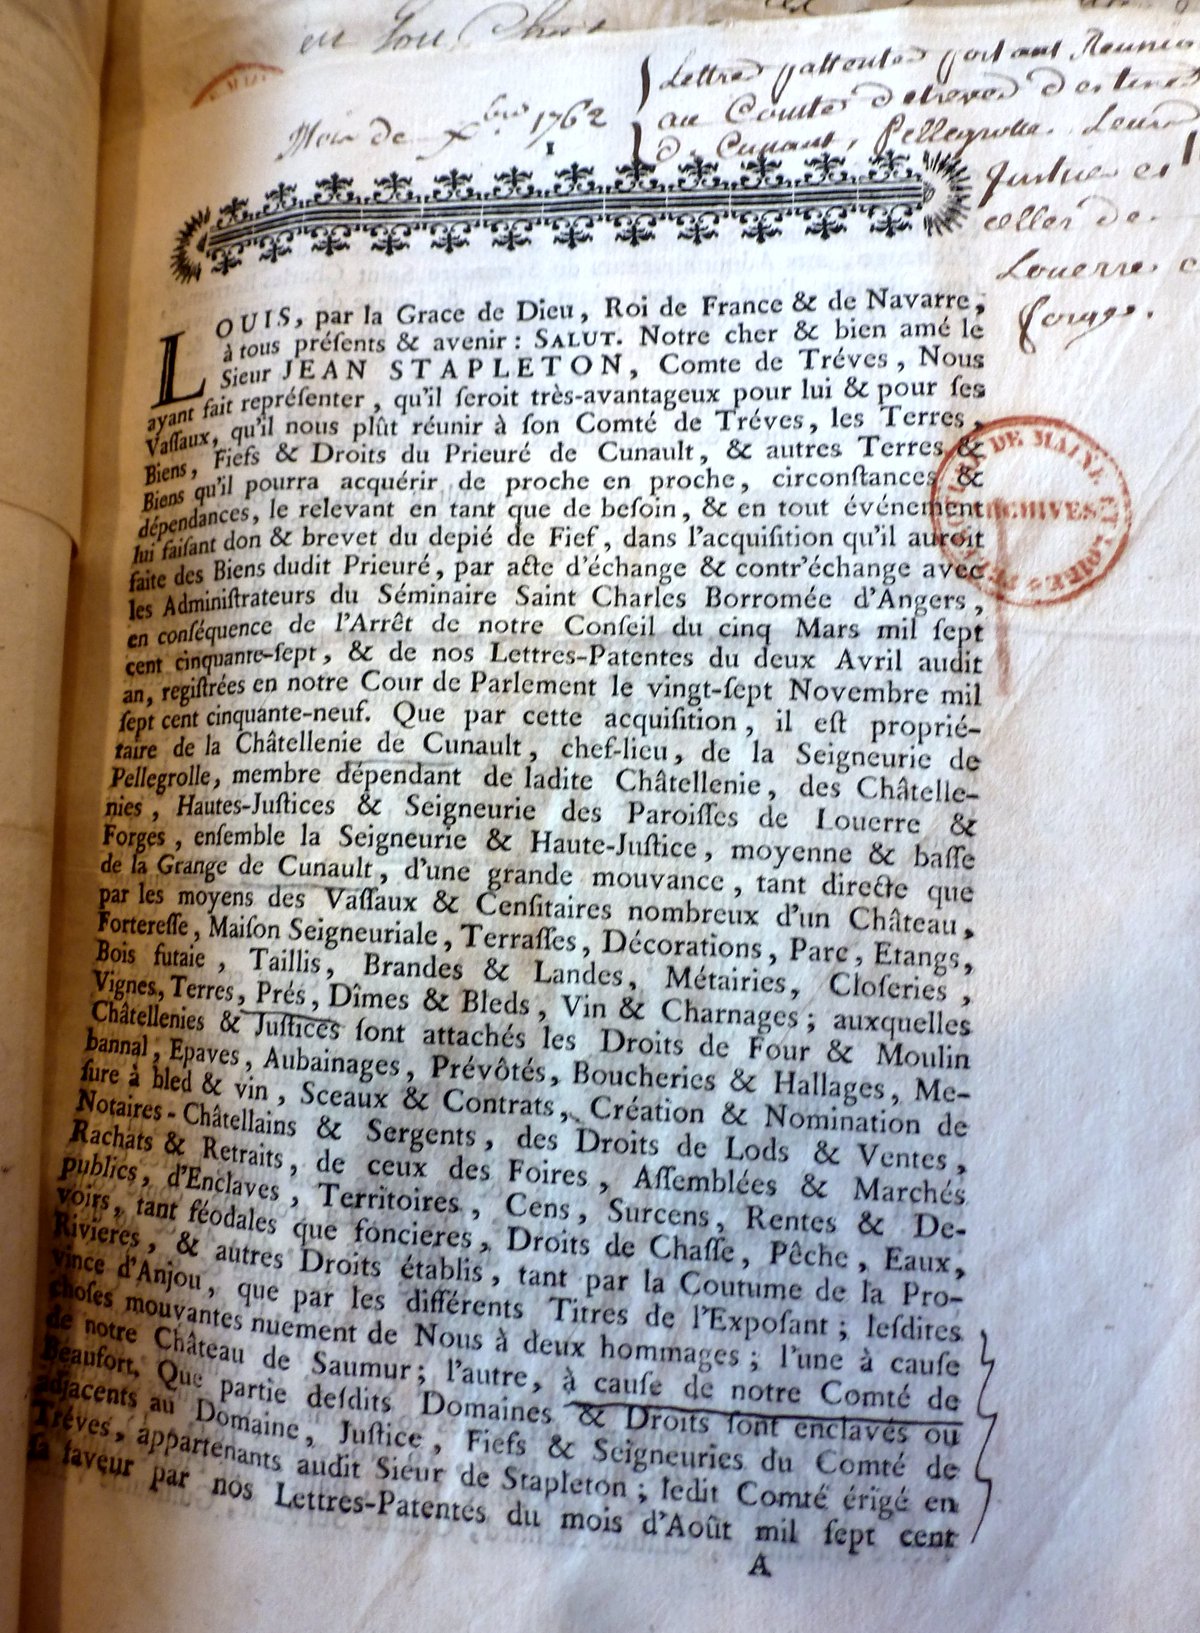 Mois de Xbre 1762
Lettres pattentes portant Reunion
au Comté de treves des terres
de Cunaut, Pellegrolle, Leurs
Justices et
celles de
Louerre et
forges.
1
LOUIS, par la Grace de Dieu, Roi de France & de Navarre,
à tous préſents & avenir : SALUT. Notre cher & bien amé le
Sieur JEAN STAPLETON, Comte de Tréves, Nous
ayant fait repréſenter, qu'il ſeroit très-avantageux pour lui & pour ſes
Vaſſaux, qu'il nous plût réunir à ſon Comté de Tréves, les Terres,
Biens, Fiefs & Droits du Prieuré de Cunault, & autres Terres &
Biens qu'il pourra acquérir de proche en proche, circonſtances &
dépendances, le relevant en tant que de beſoin, & en tout événement
lui faiſant don & brevet du depié de Fief, dans l'acquiſition qu'il auroit
faite des Biens dudit Prieuré, par acte d'échange & contr'échange avec
les Adminiſtrateurs du Séminaire Saint Charles Borromée d'Angers,
en conſéquence de l'Arrêt de notre Conſeil du cinq Mars mil ſept
cent cinquante-ſept, & de nos Lettres-Patentes du deux Avril audit
an, regiſtrées en notre Cour de Parlement le vingt-ſept Novembre mil
ſept cent cinquante-neuf. Que par cette acquiſition, il eſt proprié-
taire de la Châtellenie de Cunault, chef-lieu, de la Seigneurie de
Pellegrolle, membre dépendant de ladite Châtellenie, des Châtelle-
nies, Hautes-Juſtices & Seigneurie des Paroiſſes de Louerre &
Forges, enſemble la Seigneurie & Haute-Juſtice, moyenne & baſſe
de la Grange de Cunault, d'une grande mouvance, tant directe que
par les moyens des Vaſſaux & Cenſitaires nombreux d'un Château,
Fortereſſe, Maiſon Seigneuriale, Terraſſes, Décorations, Parc, Etangs,
Bois futaie, Taillis, Brandes & Landes, Métairies, Cloſeries,
Vignes, Terres, Prés, Dîmes & Bleds, Vin & Charnages ; auxquelles
Châtellenies & Juſtices ſont attachés les Droits de Four & Moulin
bannal, Epaves, Aubainages, Prévôtés, Boucheries & Hallages, Me-
ſure à bled & vin, Sceaux & Contrats, Création & Nomination de
Notaires-Châtellains & Sergents, des Droits de Lods & Ventes,
Rachats & Retraits, de ceux des Foires, Aſſemblées & Marchés
publics, d'Enclaves, Territoires, Cens, Surcens, Rentes & De-
voirs, tant féodales que foncieres, Droits de Chaſſe, Pêche, Eaux,
Rivieres, & autres Droits établis, tant par la Coutume de la Pro-
vince d'Anjou, que par les différents Titres de l'Expoſant ; leſdites
choſes mouvantes nuement de Nous à deux hommages ; l'une à cauſe
de notre Château de Saumur ; l'autre, à cauſe de notre Comté de
Beaufort, Que partie deſdits Domaines & Droits ſont enclavés ou
adjacents au Domaine, Juſtice, Fiefs & Seigneuries du Comté de
Tréves, appartenants audit Sieur de Stapleton ; ledit Comté érigé en
ſa faveur par nos Lettres-Patentes du mois d'Août mil ſept cent
A
DE MAINE ET LOIRE
ARCHIVES